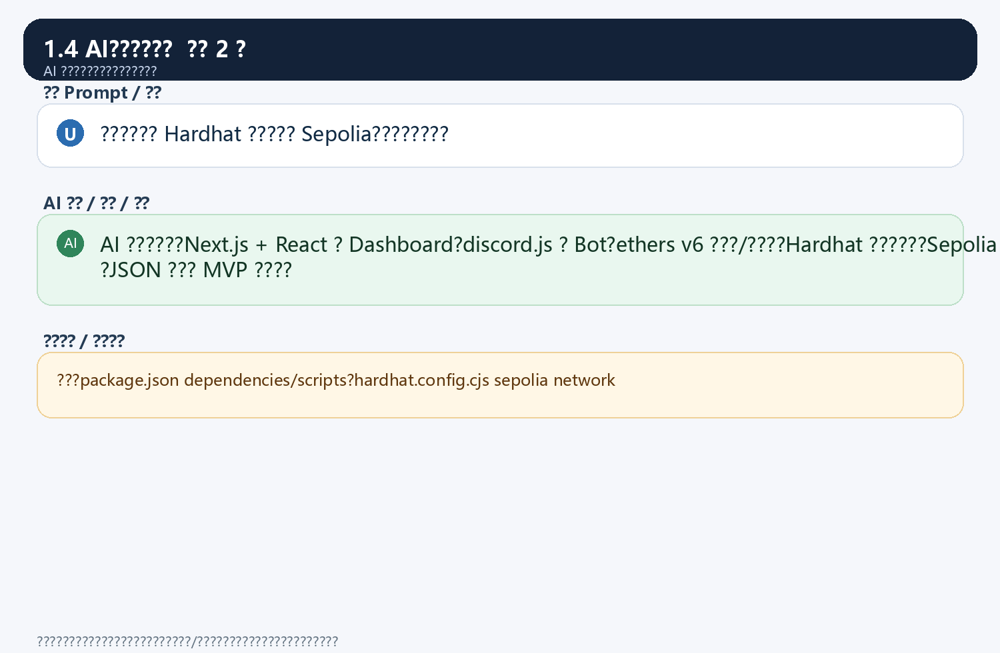 1.4 AI??????  ?? 2 ?
AI ???????????????
?? Prompt / ??
U
?????? Hardhat ????? Sepolia????????
AI ?? / ?? / ??
AI
AI ??????Next.js + React ? Dashboard?discord.js ? Bot?ethers v6 ???/????Hardhat ??????Sepolia
?JSON ??? MVP ????
???? / ????
???package.json dependencies/scripts?hardhat.config.cjs sepolia network
????????????????????????/??????????????????????